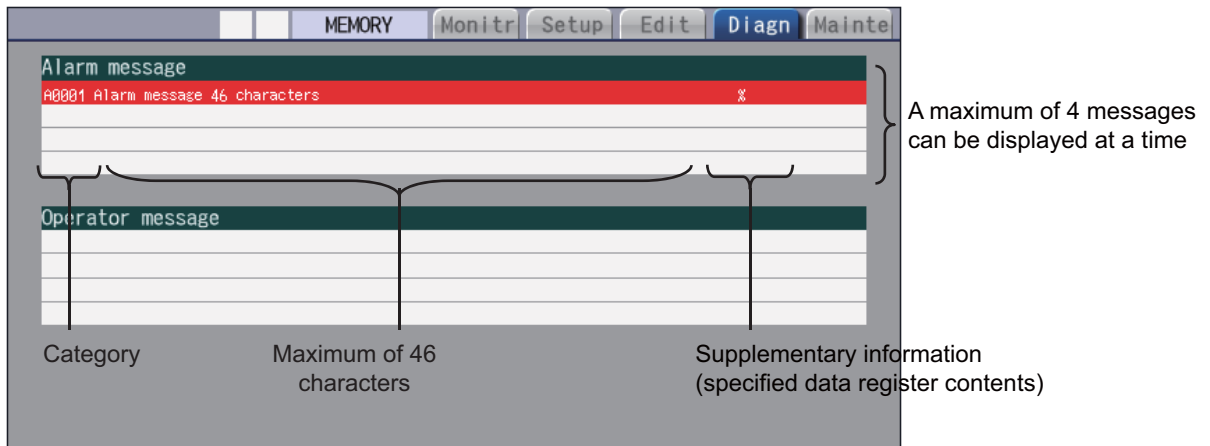 MEMORY Monitr Setup Edit Diagn Mainte
Alarm message
A0001 Alarm message 46 characters %
A maximum of 4 messages
can be displayed at a time
Operator message
Category
Maximum of 46
characters
Supplementary information
(specified data register contents)